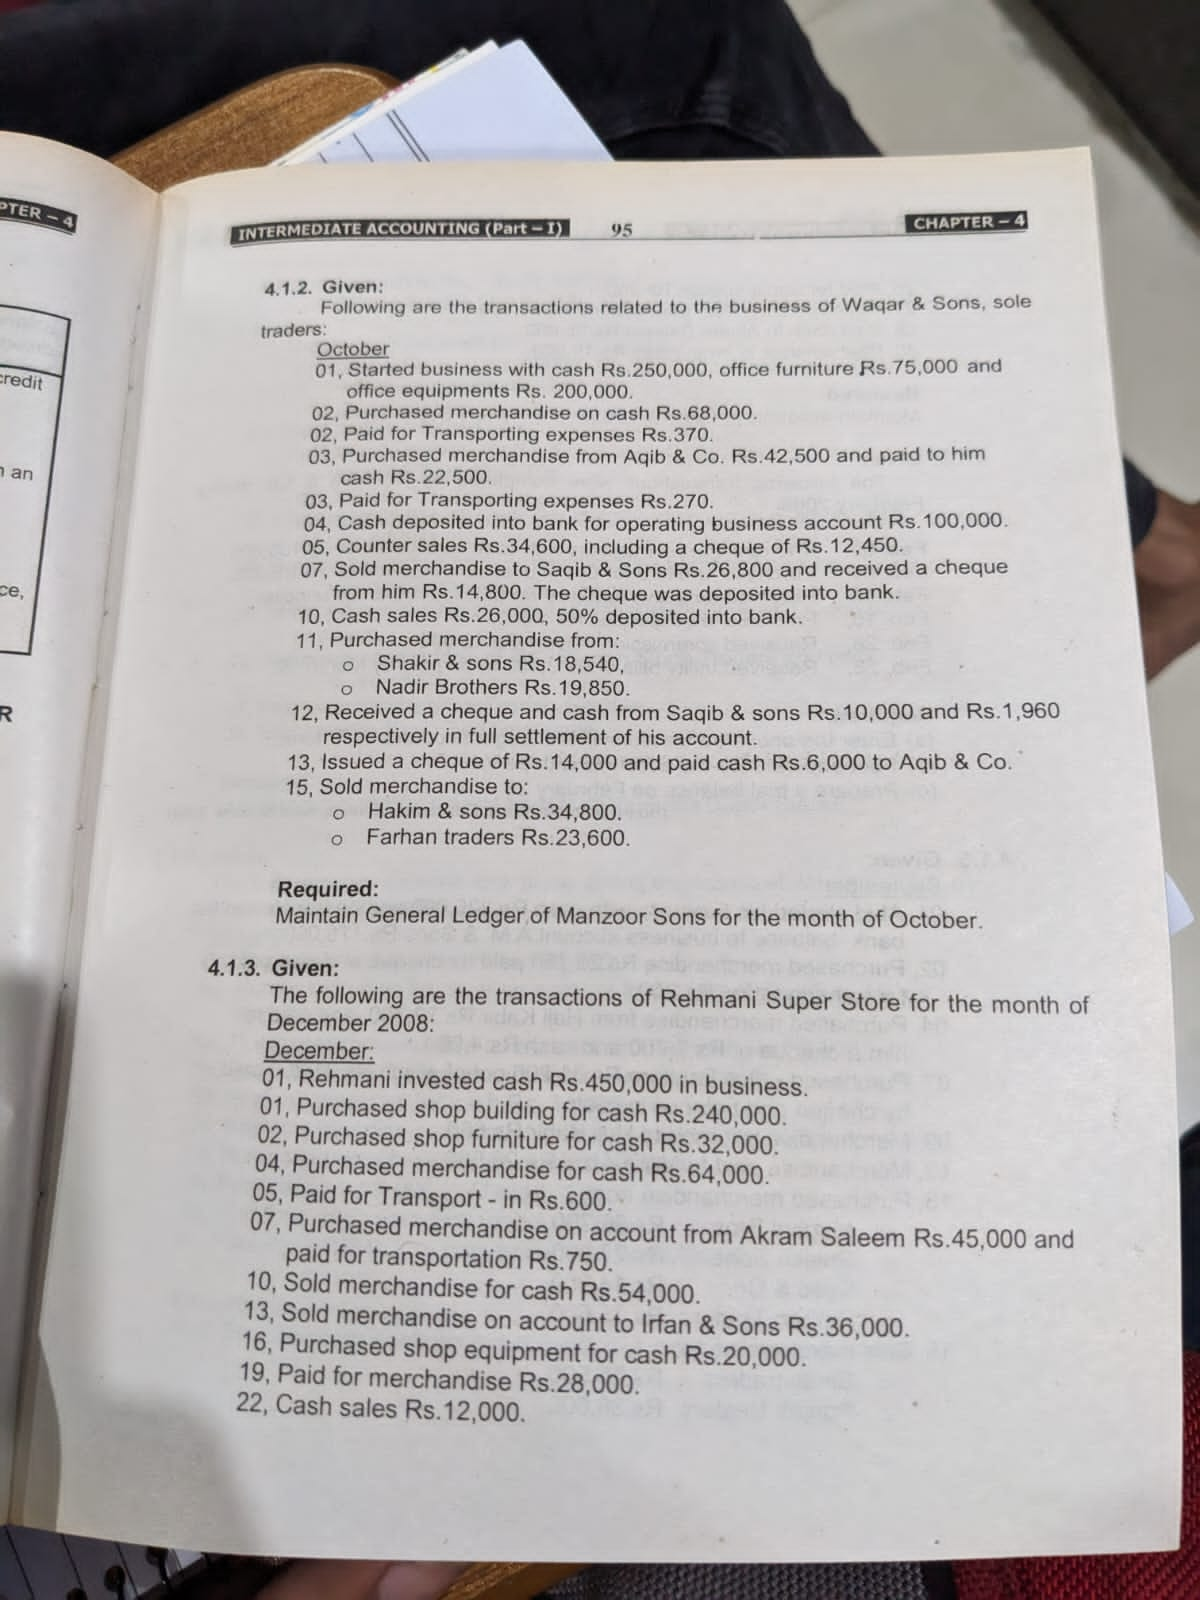 PTER – 4
credit
n an
ce,
R
INTERMEDIATE ACCOUNTING (Part – I) 95 CHAPTER – 4
4.1.2. Given:
Following are the transactions related to the business of Waqar & Sons, sole
traders:
October
01, Started business with cash Rs.250,000, office furniture Rs.75,000 and
office equipments Rs. 200,000.
02, Purchased merchandise on cash Rs.68,000.
02, Paid for Transporting expenses Rs.370.
03, Purchased merchandise from Aqib & Co. Rs.42,500 and paid to him
cash Rs.22,500.
03, Paid for Transporting expenses Rs.270.
04, Cash deposited into bank for operating business account Rs.100,000.
05, Counter sales Rs.34,600, including a cheque of Rs.12,450.
07, Sold merchandise to Saqib & Sons Rs.26,800 and received a cheque
from him Rs.14,800. The cheque was deposited into bank.
10, Cash sales Rs.26,000, 50% deposited into bank.
11, Purchased merchandise from:
o Shakir & sons Rs.18,540,
o Nadir Brothers Rs.19,850.
12, Received a cheque and cash from Saqib & sons Rs.10,000 and Rs.1,960
respectively in full settlement of his account.
13, Issued a cheque of Rs.14,000 and paid cash Rs.6,000 to Aqib & Co.
15, Sold merchandise to:
o Hakim & sons Rs.34,800.
o Farhan traders Rs.23,600.
Required:
Maintain General Ledger of Manzoor Sons for the month of October.
4.1.3. Given:
The following are the transactions of Rehmani Super Store for the month of
December 2008:
December:
01, Rehmani invested cash Rs.450,000 in business.
01, Purchased shop building for cash Rs.240,000.
02, Purchased shop furniture for cash Rs.32,000.
04, Purchased merchandise for cash Rs.64,000.
05, Paid for Transport - in Rs.600.
07, Purchased merchandise on account from Akram Saleem Rs.45,000 and
paid for transportation Rs.750.
10, Sold merchandise for cash Rs.54,000.
13, Sold merchandise on account to Irfan & Sons Rs.36,000.
16, Purchased shop equipment for cash Rs.20,000.
19, Paid for merchandise Rs.28,000.
22, Cash sales Rs.12,000.